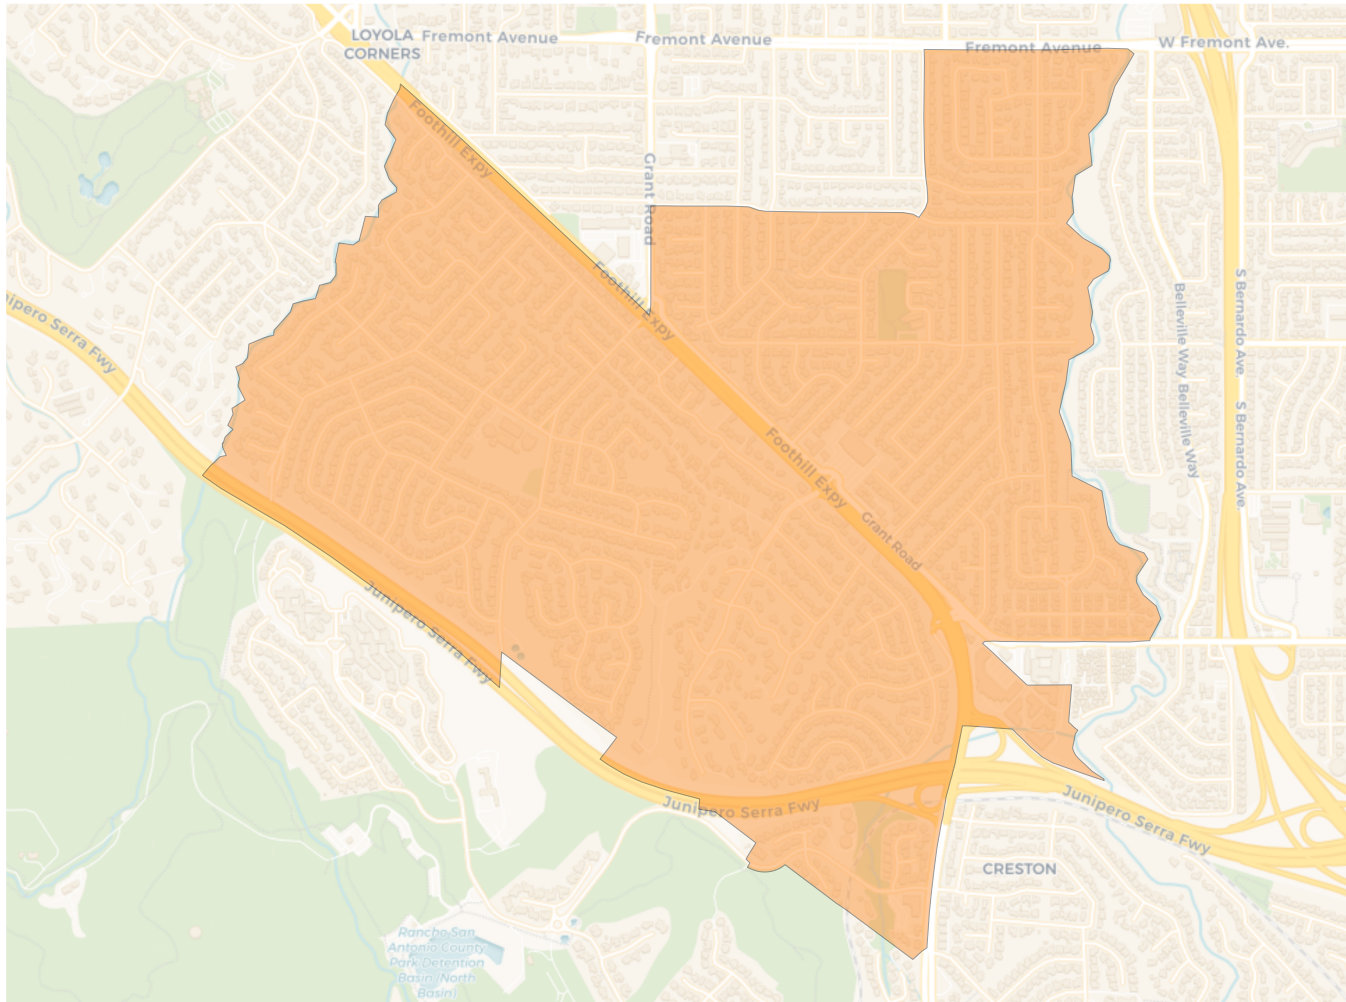 LOYOLA
CORNERS
Fremont Avenue
Fremont Avenue
Fremont Avenue
W Fremont Ave.
Foothill Expy
Grant Road
Foothill Expy
nipero Serra Fwy
Belleville Way
Belleville Way
S Bernardo Ave.
S Bernardo Ave.
Foothill Expy
Grant Road
Junipero Serra Fwy
Junipero Serra Fwy
Junipero Serra Fwy
CRESTON
Rancho San
Antonio County
Park Detention
Basin (North
Basin)